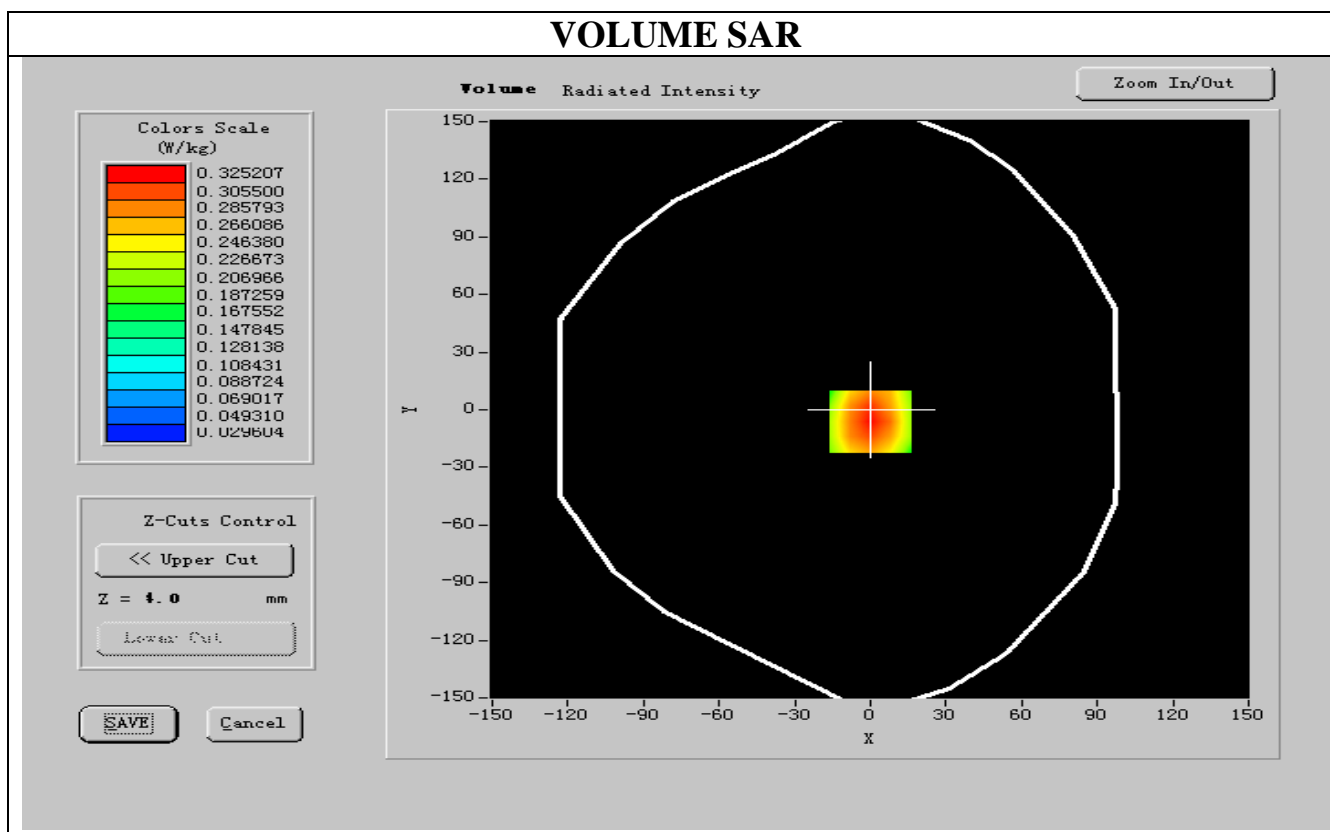 VOLUME SAR
Volume Radiated Intensity
Zoom In/Out
Colors Scale
(W/kg)
0.325207
0.305500
0.285793
0.266086
0.246380
0.226673
0.206966
0.187259
0.167552
0.147845
0.128138
0.108431
0.088724
0.069017
0.049310
0.029604
Z-Cuts Control
<< Upper Cut
Z = 4.0 mm
Lower Cut
SAVE
Cancel
150
120
90
60
30
0
-30
-60
-90
-120
-150
Y
-150 -120 -90 -60 -30 0 30 60 90 120 150
X